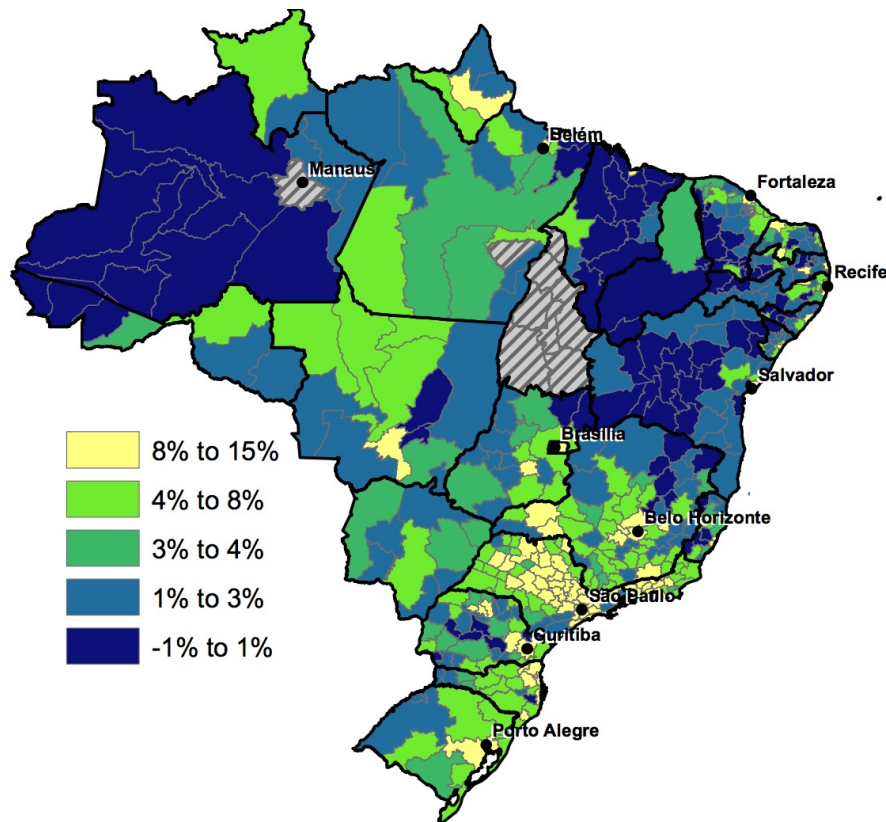 Belém
Manaus
Fortaleza
Recife
Salvador
Brasília
8% to 15%
4% to 8%
Belo Horizonte
3% to 4%
1% to 3%
São Paulo
Curitiba
-1% to 1%
Porto Alegre